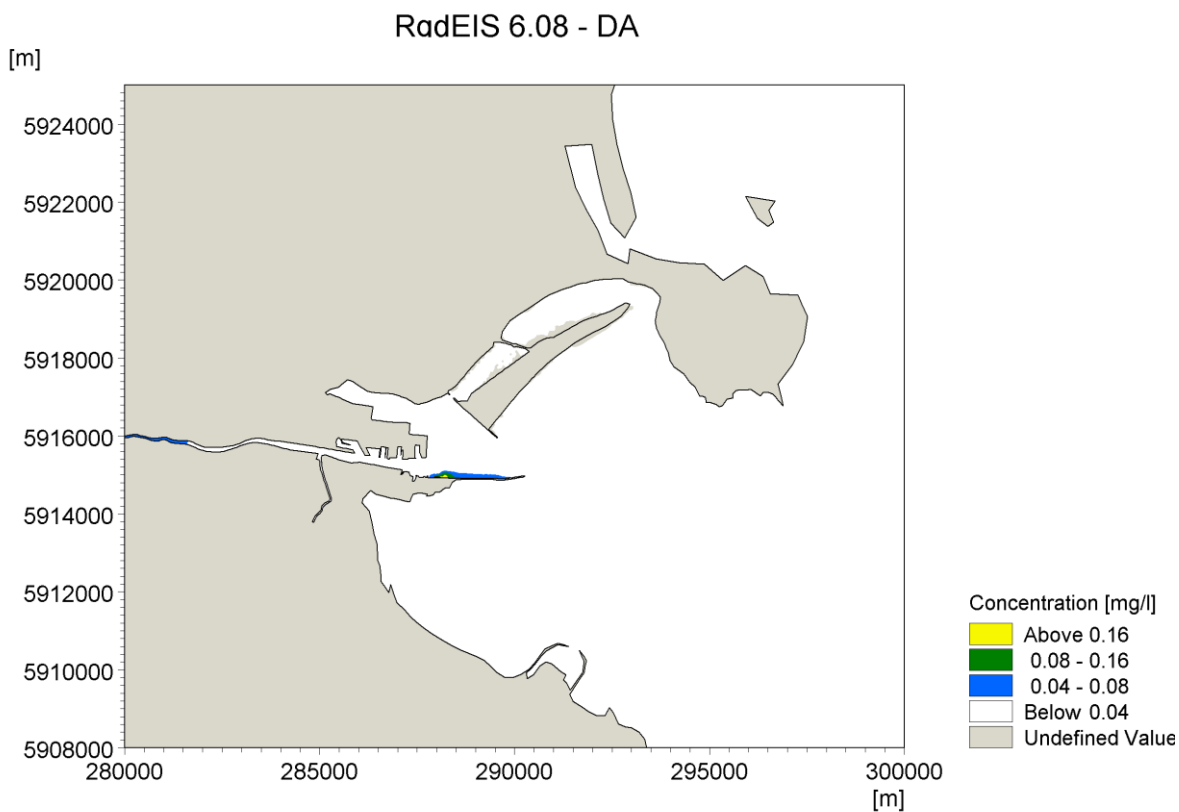 RadEIS 6.08 - DA
[m]
5924000
5922000
5920000
5918000
5916000
5914000
5912000
5910000
5908000
280000 285000 290000 295000 300000
[m]
Concentration [mg/l]
Above 0.16
0.08 - 0.16
0.04 - 0.08
Below 0.04
Undefined Value